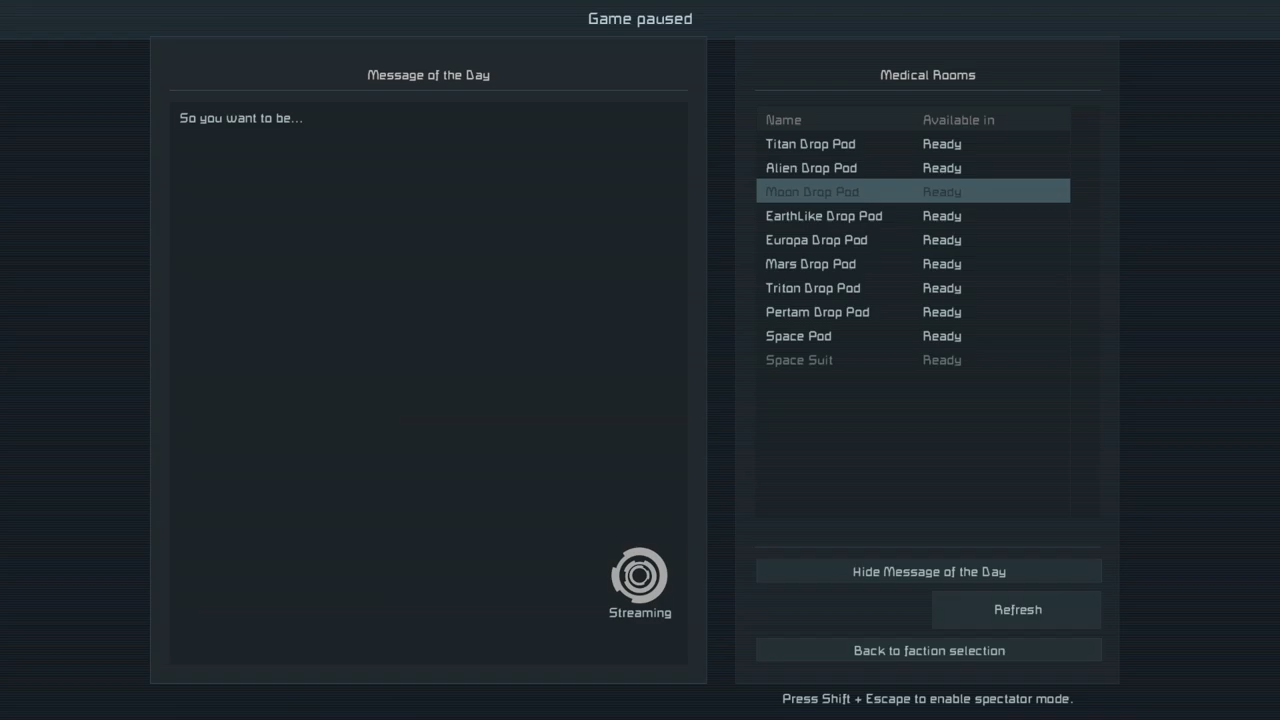 Game paused
Message of the Day
So you want to be...
Streaming
Medical Rooms
Name Available in
Titan Drop Pod Ready
Alien Drop Pod Ready
Moon Drop Pod Ready
EarthLike Drop Pod Ready
Europa Drop Pod Ready
Mars Drop Pod Ready
Triton Drop Pod Ready
Pertam Drop Pod Ready
Space Pod Ready
Space Suit Ready
Hide Message of the Day
Refresh
Back to faction selection
Press Shift + Escape to enable spectator mode.